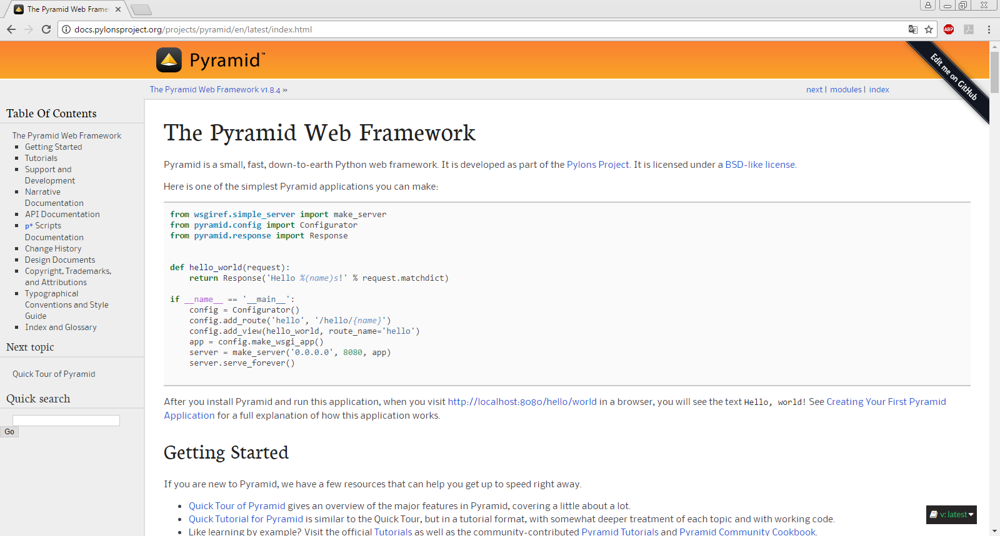 The Pyramid Web Frame
docs.pylonsproject.org/projects/pyramid/en/latest/index.html
ABP
Pyramid™
Edit me on GitHub
The Pyramid Web Framework v1.8.4 »
next | modules | index
Table Of Contents
The Pyramid Web Framework
Getting Started
Tutorials
Support and
Development
Narrative
Documentation
API Documentation
p* Scripts
Documentation
Change History
Design Documents
Copyright, Trademarks,
and Attributions
Typographical
Conventions and Style
Guide
Index and Glossary
Next topic
Quick Tour of Pyramid
Quick search
Go
The Pyramid Web Framework
Pyramid is a small, fast, down-to-earth Python web framework. It is developed as part of the Pylons Project. It is licensed under a BSD-like license.
Here is one of the simplest Pyramid applications you can make:
from wsgiref.simple_server import make_server
from pyramid.config import Configurator
from pyramid.response import Response
def hello_world(request):
    return Response('Hello %(name)s!' % request.matchdict)
if __name__ == '__main__':
    config = Configurator()
    config.add_route('hello', '/hello/{name}')
    config.add_view(hello_world, route_name='hello')
    app = config.make_wsgi_app()
    server = make_server('0.0.0.0', 8080, app)
    server.serve_forever()
After you install Pyramid and run this application, when you visit http://localhost:8080/hello/world in a browser, you will see the text Hello, world! See Creating Your First Pyramid
Application for a full explanation of how this application works.
Getting Started
If you are new to Pyramid, we have a few resources that can help you get up to speed right away.
• Quick Tour of Pyramid gives an overview of the major features in Pyramid, covering a little about a lot.
• Quick Tutorial for Pyramid is similar to the Quick Tour, but in a tutorial format, with somewhat deeper treatment of each topic and with working code.
• Like learning by example? Visit the official Tutorials as well as the community-contributed Pyramid Tutorials and Pyramid Community Cookbook.
v: latest